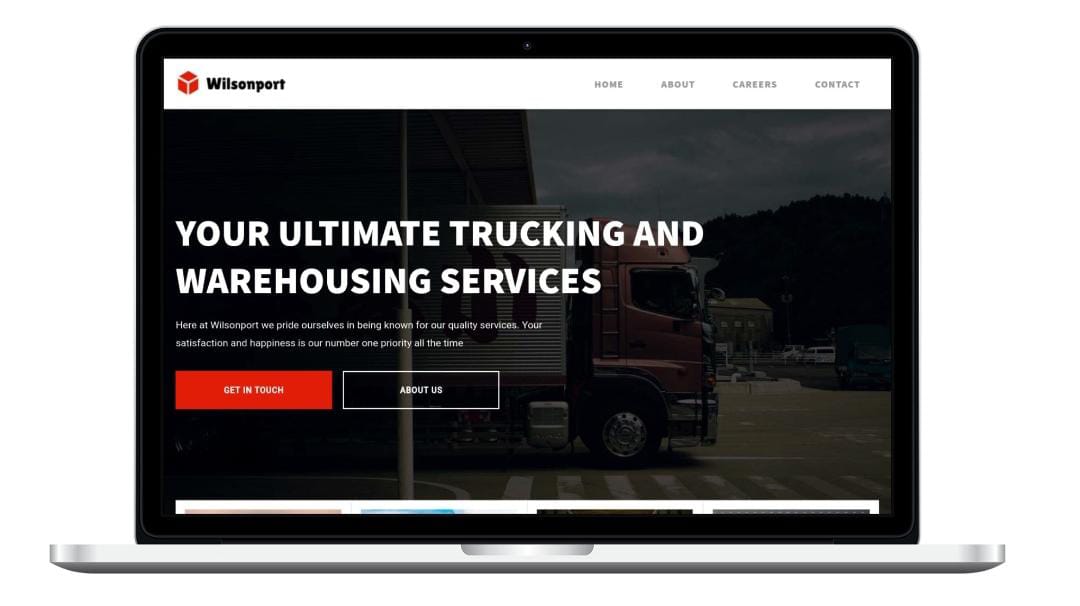 Wilsonport
HOME ABOUT CAREERS CONTACT
YOUR ULTIMATE TRUCKING AND
WAREHOUSING SERVICES
Here at Wilsonport we pride ourselves in being known for our quality services. Your
satisfaction and happiness is our number one priority all the time
GET IN TOUCH ABOUT US